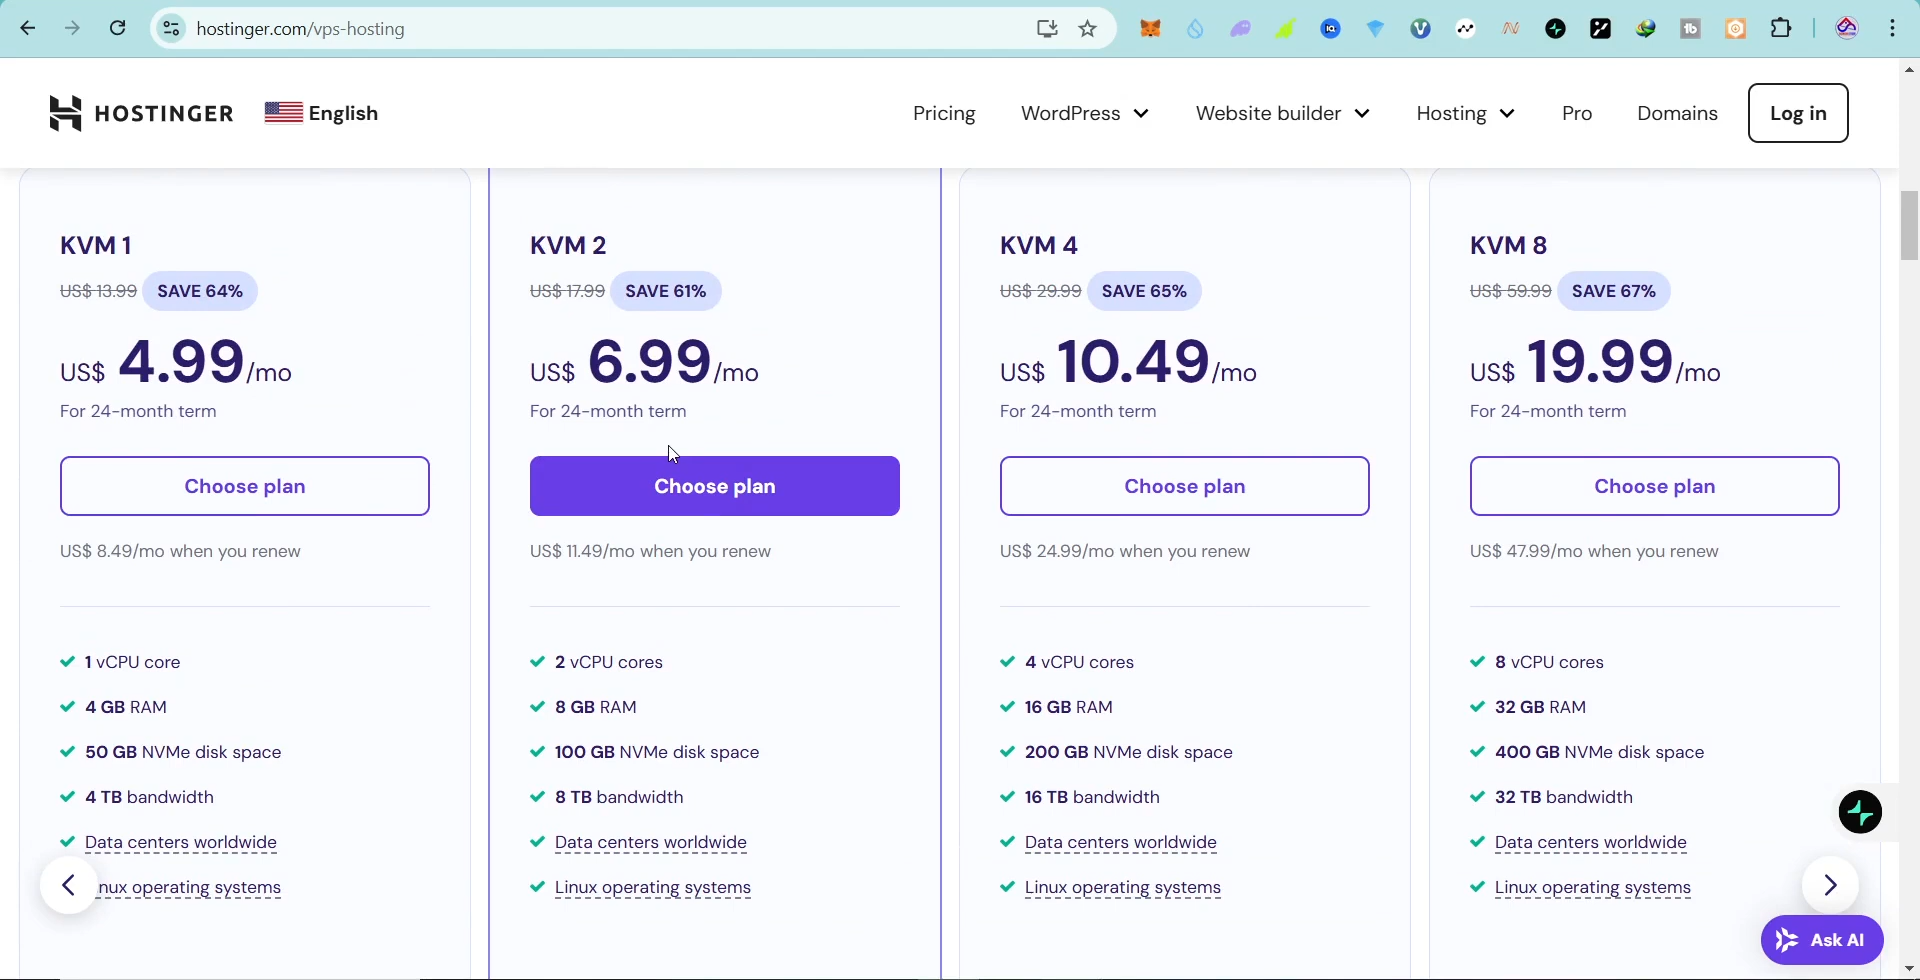 hostinger.com/vps-hosting
HOSTINGER
English
Pricing
WordPress
Website builder
Hosting
Pro
Domains
Log in
KVM 1
US$ 13.99 SAVE 64%
US$ 4.99/mo
For 24-month term
Choose plan
US$ 8.49/mo when you renew
1 vCPU core
4 GB RAM
50 GB NVMe disk space
4 TB bandwidth
Data centers worldwide
nux operating systems
KVM 2
US$ 17.99 SAVE 61%
US$ 6.99/mo
For 24-month term
Choose plan
US$ 11.49/mo when you renew
2 vCPU cores
8 GB RAM
100 GB NVMe disk space
8 TB bandwidth
Data centers worldwide
Linux operating systems
KVM 4
US$ 29.99 SAVE 65%
US$ 10.49/mo
For 24-month term
Choose plan
US$ 24.99/mo when you renew
4 vCPU cores
16 GB RAM
200 GB NVMe disk space
16 TB bandwidth
Data centers worldwide
Linux operating systems
KVM 8
US$ 59.99 SAVE 67%
US$ 19.99/mo
For 24-month term
Choose plan
US$ 47.99/mo when you renew
8 vCPU cores
32 GB RAM
400 GB NVMe disk space
32 TB bandwidth
Data centers worldwide
Linux operating systems
Ask AI